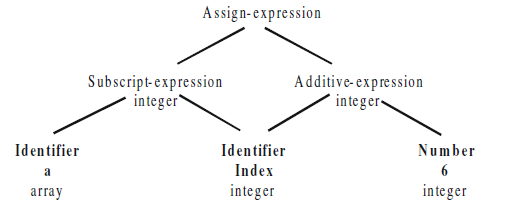 Assign-expression
Subscript-expression Additive-expression
integer integer
Identifier Identifier Number
a Index 6
array integer integer